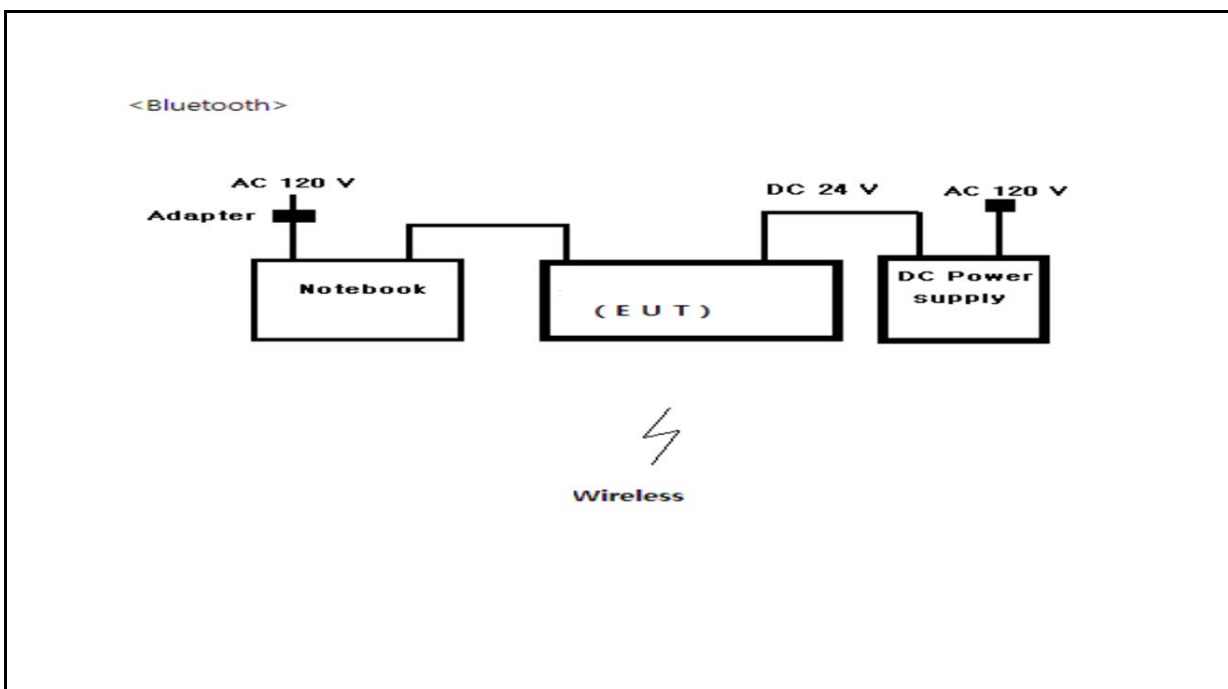 <Bluetooth>
AC 120 V
DC 24 V
AC 120 V
Adapter
Notebook
(EUT)
DC Power
supply
Wireless